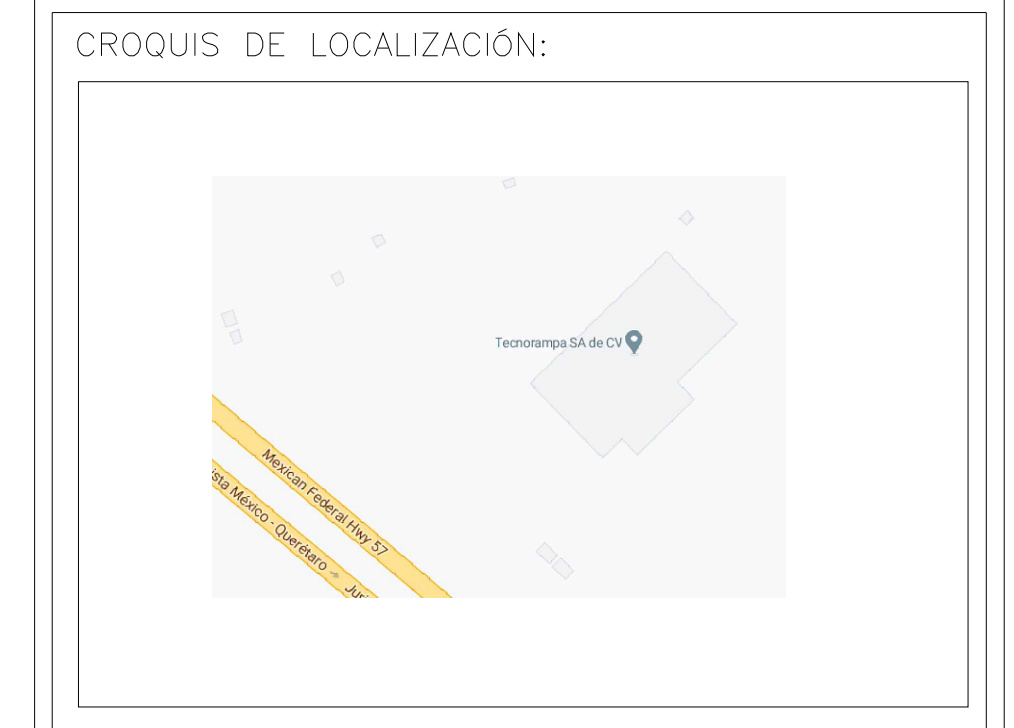 CROQUIS DE LOCALIZACIÓN:
Tecnorampa SA de CV
Mexican Federal Hwy 57
ista México - Querétaro